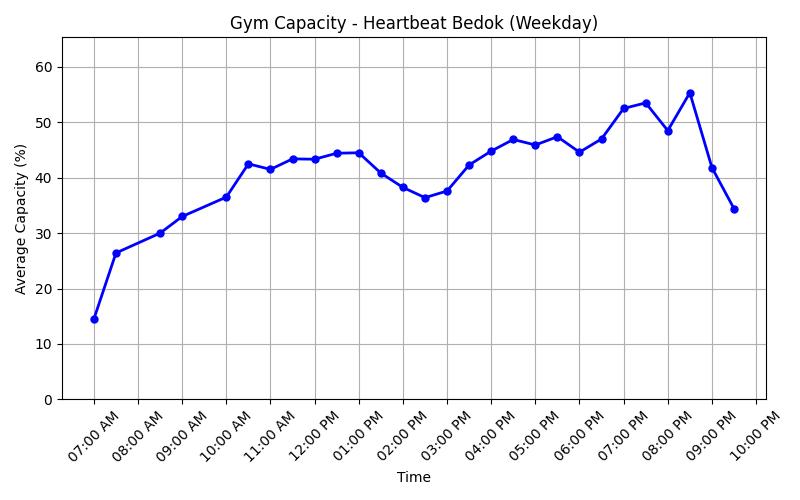 Gym Capacity - Heartbeat Bedok (Weekday)
Average Capacity (%)
60
50
40
30
20
10
0
07:00 AM
08:00 AM
09:00 AM
10:00 AM
11:00 AM
12:00 PM
01:00 PM
02:00 PM
03:00 PM
04:00 PM
05:00 PM
06:00 PM
07:00 PM
08:00 PM
09:00 PM
10:00 PM
Time